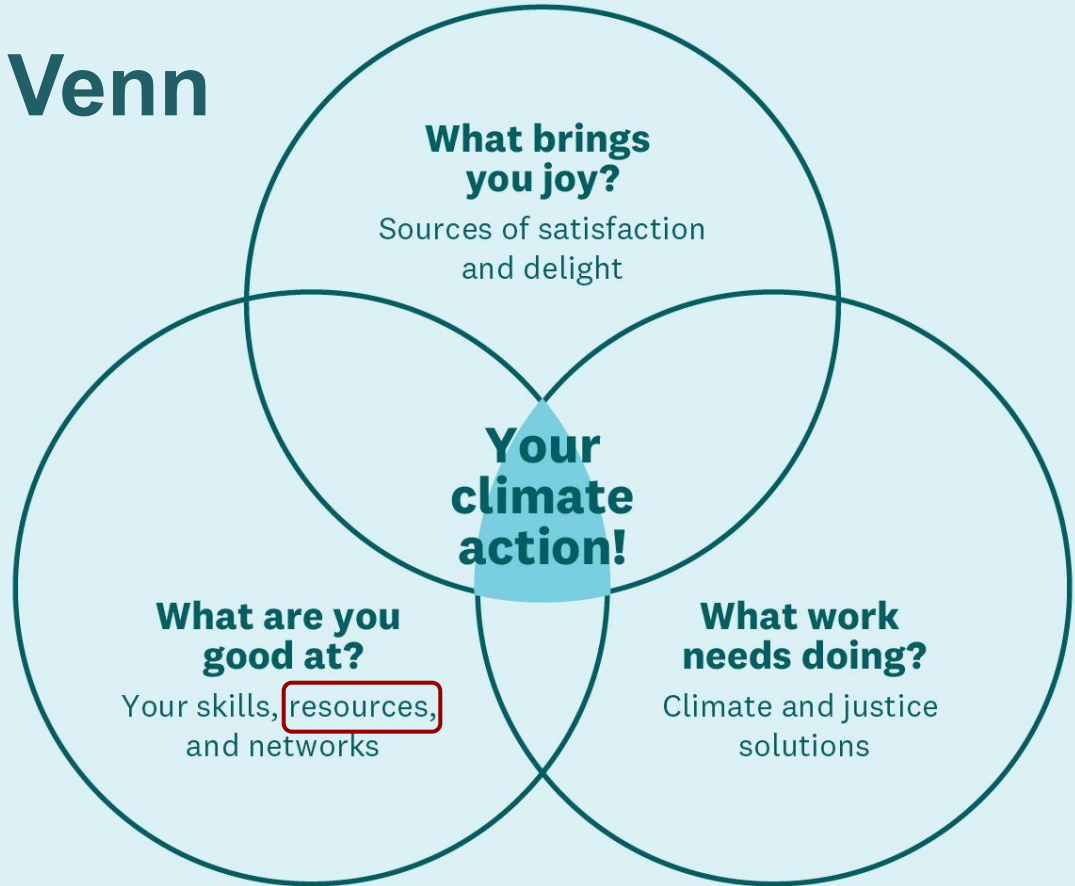 Venn
What brings
you joy?
Sources of satisfaction
and delight
Your
climate
action!
What are you
good at?
Your skills, resources,
and networks
What work
needs doing?
Climate and justice
solutions